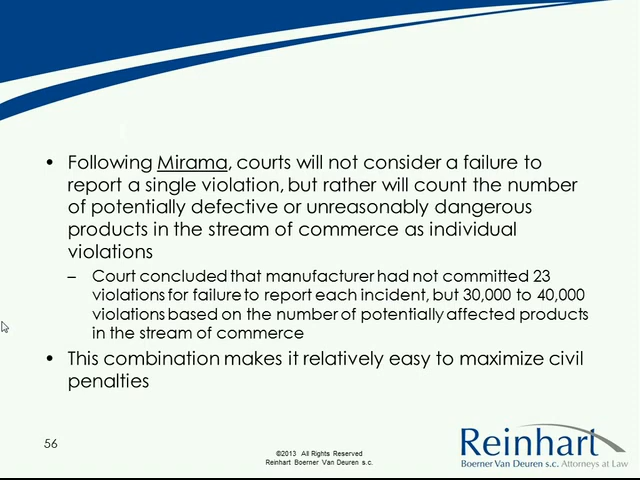 • Following Mirama, courts will not consider a failure to
report a single violation, but rather will count the number
of potentially defective or unreasonably dangerous
products in the stream of commerce as individual
violations
– Court concluded that manufacturer had not committed 23
violations for failure to report each incident, but 30,000 to 40,000
violations based on the number of potentially affected products
in the stream of commerce
• This combination makes it relatively easy to maximize civil
penalties
56
©2013 All Rights Reserved
Reinhart Boerner Van Deuren s.c.
Reinhart
Boerner Van Deuren s.c. Attorneys at Law